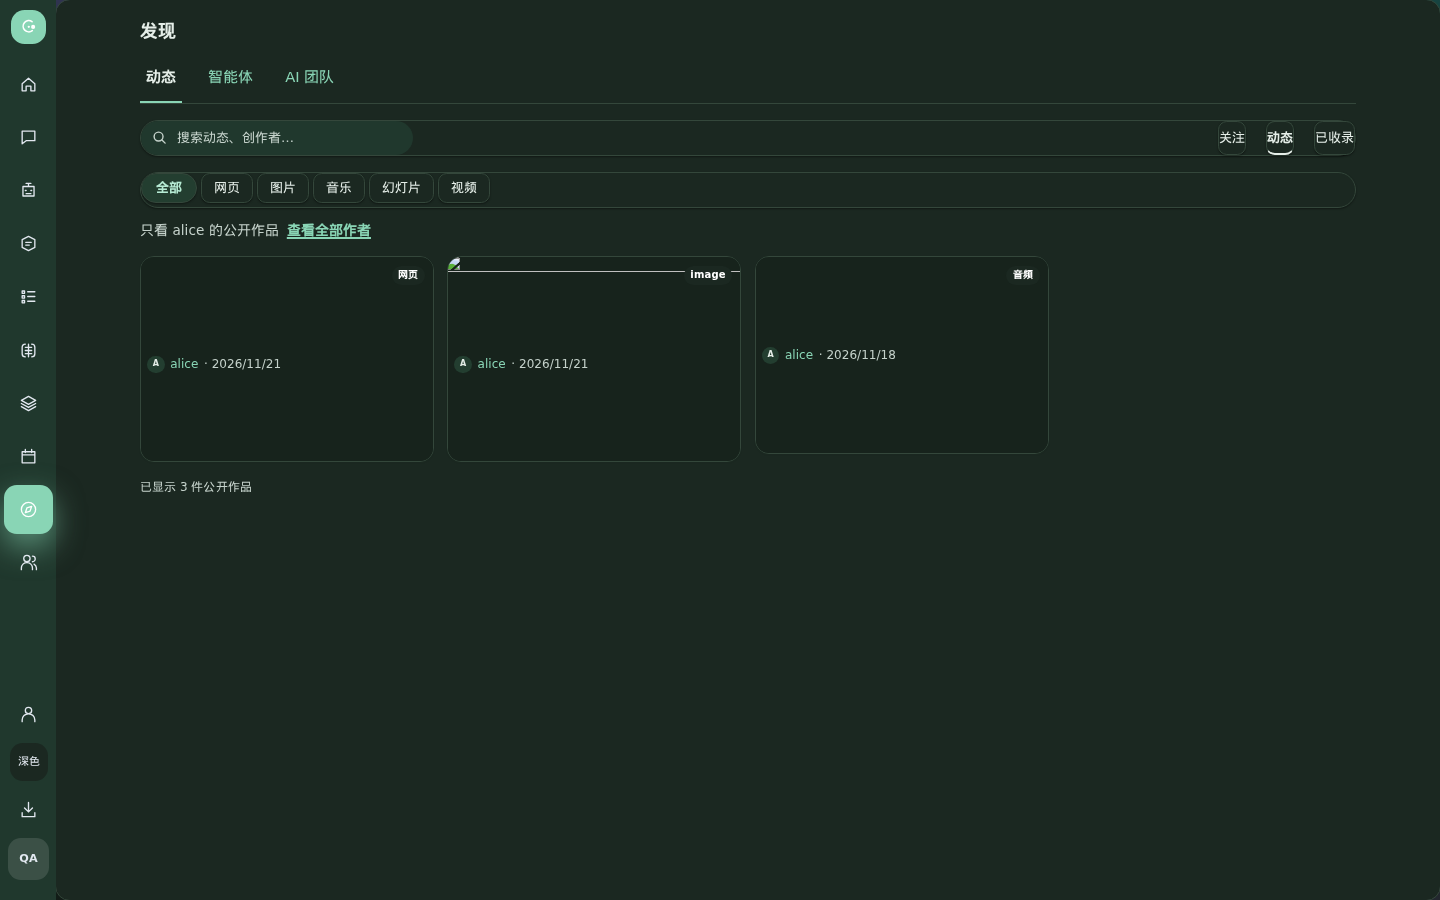 发现
动态 智能体 AI 团队
搜索动态、创作者... 关注 动态 已收录
全部 网页 图片 音乐 幻灯片 视频
只看 alice 的公开作品 查看全部作者
网页 image 音频
A alice · 2026/11/21
A alice · 2026/11/21
A alice · 2026/11/18
已显示 3 件公开作品
深色
QA